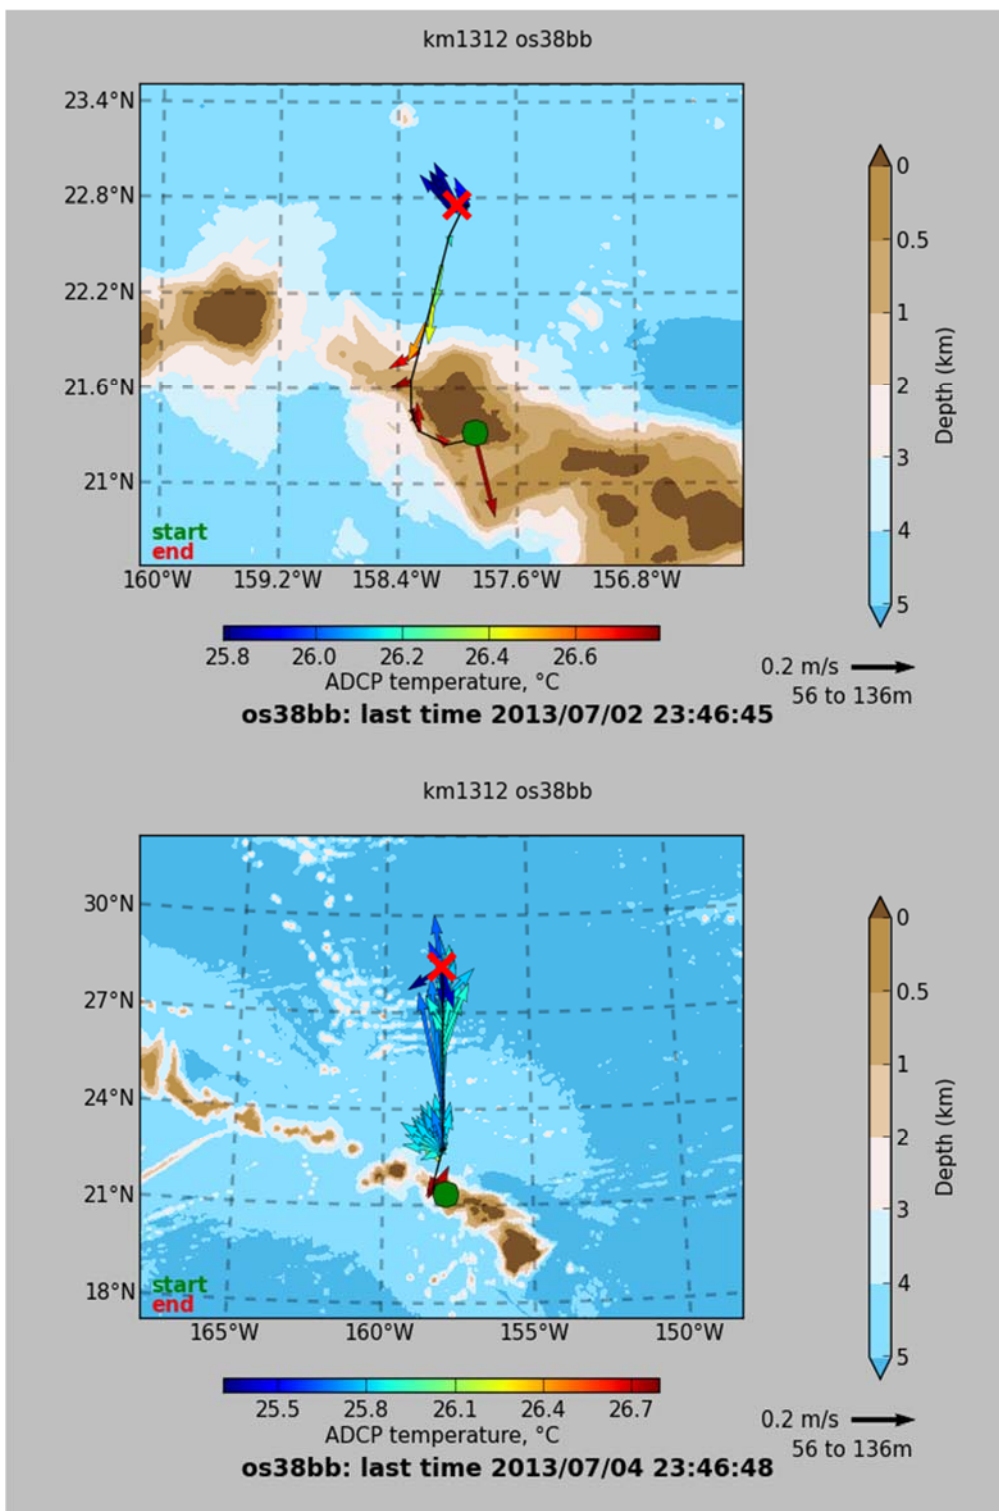 km1312 os38bb
23.4°N
22.8°N
22.2°N
21.6°N
21°N
start
end
160°W 159.2°W 158.4°W 157.6°W 156.8°W
0
0.5
1
2
3
4
5
Depth (km)
25.8 26.0 26.2 26.4 26.6
ADCP temperature, °C
0.2 m/s
56 to 136m
os38bb: last time 2013/07/02 23:46:45
km1312 os38bb
30°N
27°N
24°N
21°N
18°N
start
end
165°W 160°W 155°W 150°W
0
0.5
1
2
3
4
5
Depth (km)
25.5 25.8 26.1 26.4 26.7
ADCP temperature, °C
0.2 m/s
56 to 136m
os38bb: last time 2013/07/04 23:46:48